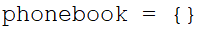 phonebook = {}